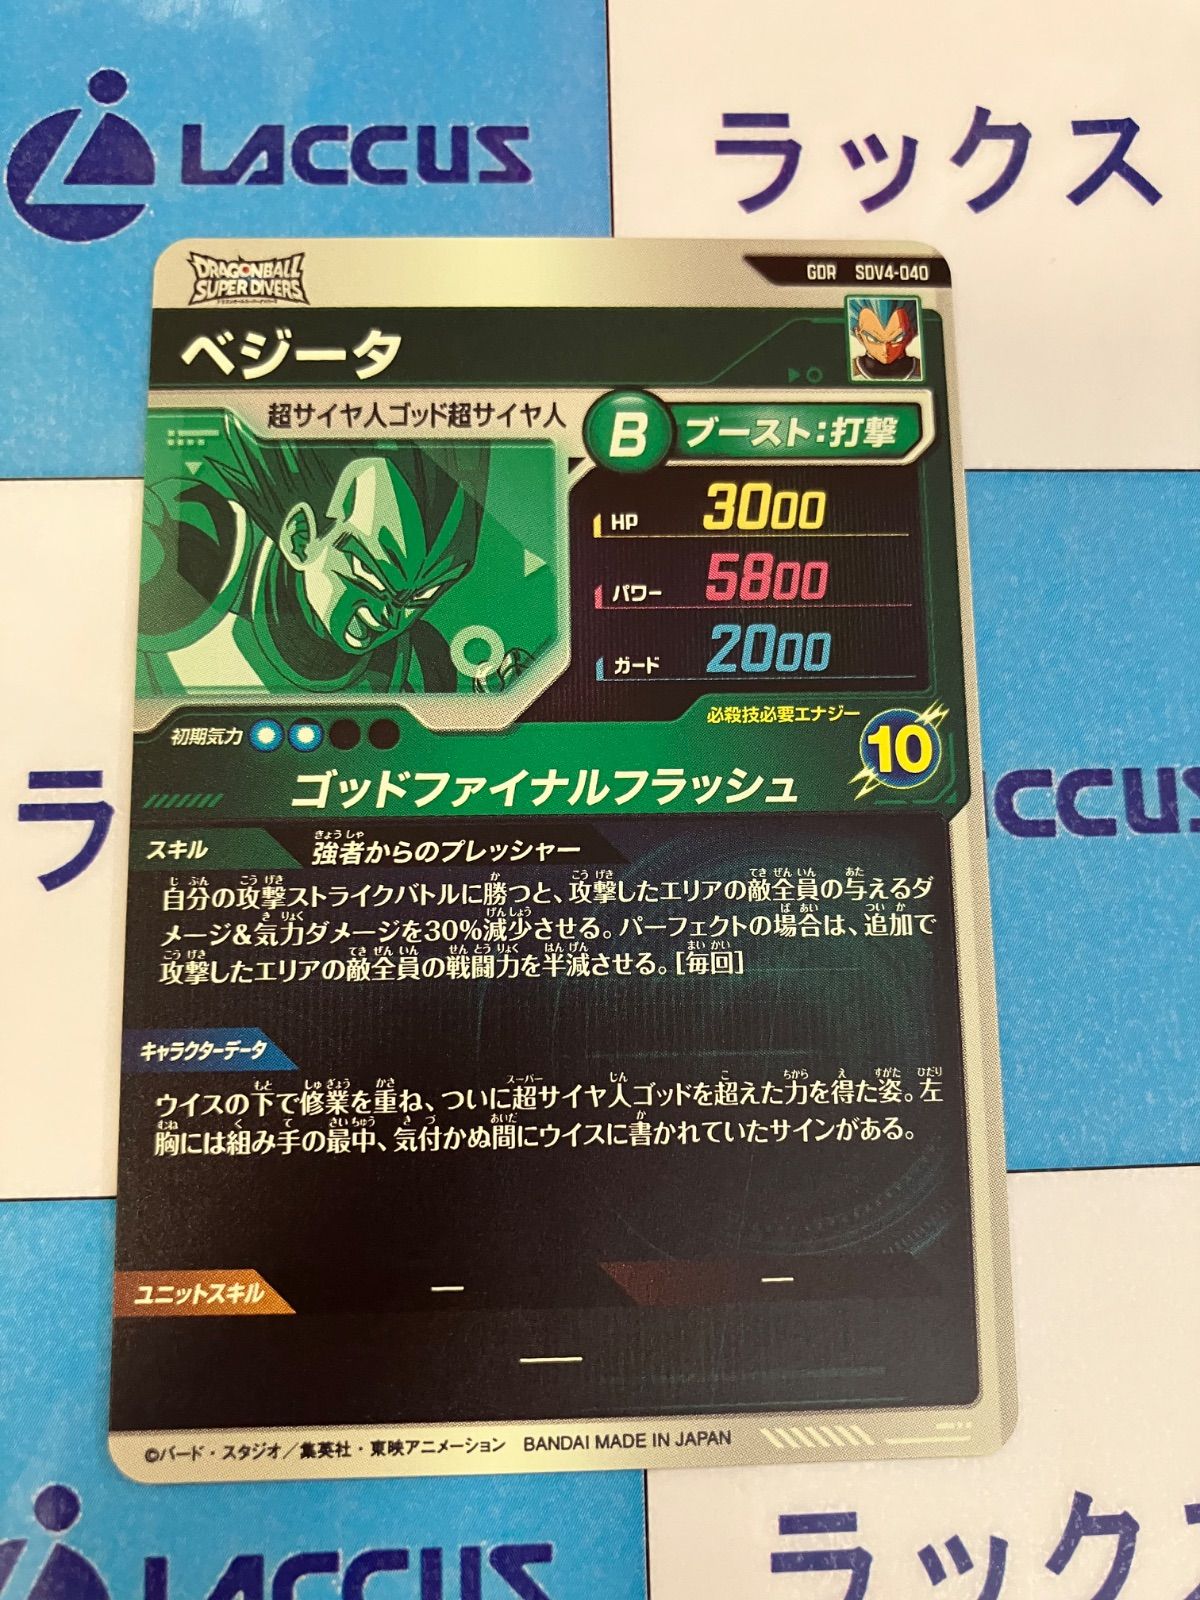 LACCUS
ラックス
DRAGONBALL
SUPER DIVERS
GDR SDV4-040
ベジータ
超サイヤ人ゴッド超サイヤ人
B ブースト:打撃
HP 3000
パワー 5800
ガード 2000
初期気力
必殺技必要エナジー
10
ゴッドファイナルフラッシュ
スキル 強者からのプレッシャー
自分の攻撃ストライクバトルに勝つと、攻撃したエリアの敵全員の与えるダ
メージ&気力ダメージを30%減少させる。パーフェクトの場合は、追加で
攻撃したエリアの敵全員の戦闘力を半減させる。[毎回]
キャラクターデータ
ウイスの下で修業を重ね、ついに超サイヤ人ゴッドを超えた力を得た姿。左
胸には組み手の最中、気付かぬ間にウイスに書かれていたサインがある。
ユニットスキル — —
—
©バード・スタジオ/集英社・東映アニメーション BANDAI MADE IN JAPAN
ラ
CCUS
LACCUS
ラックス